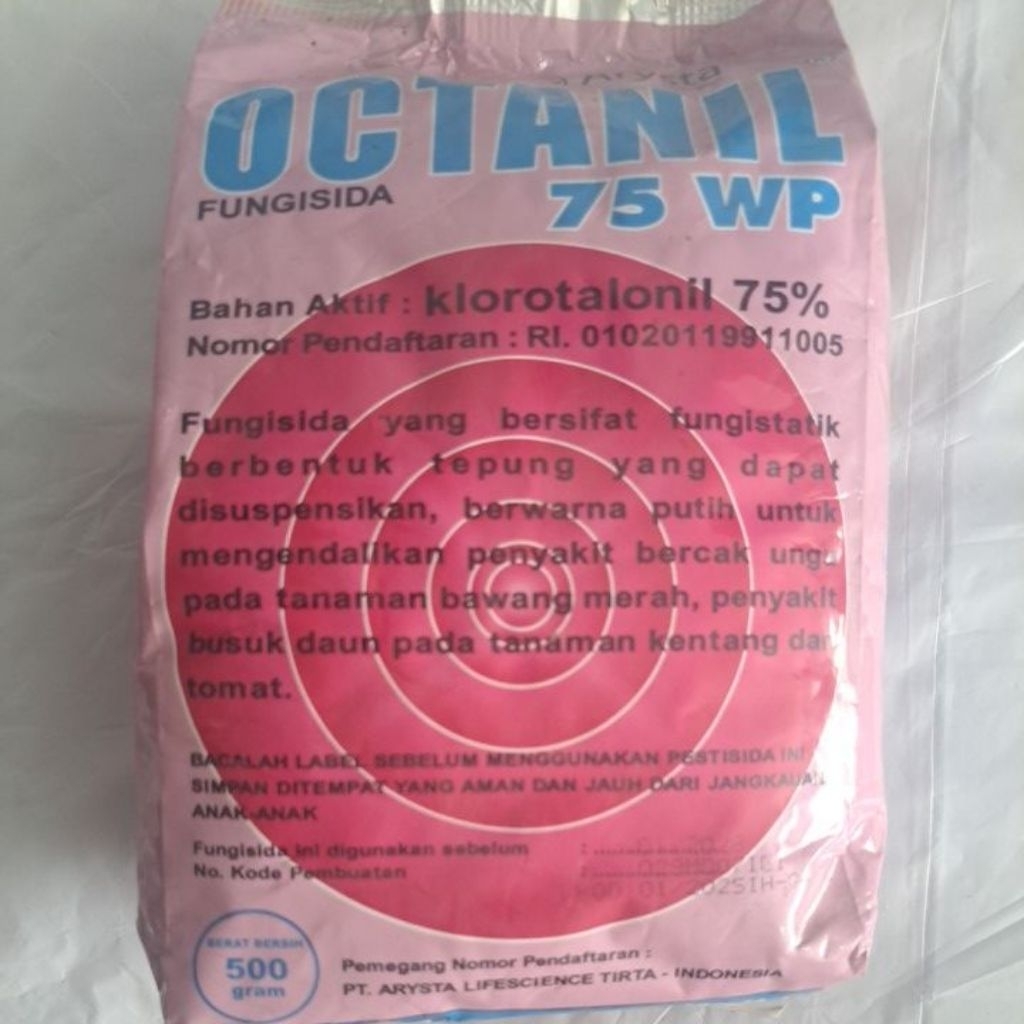 Arysta
OCTANIL
FUNGISIDA
75 WP
Bahan Aktif : klorotalonil 75%
Nomor Pendaftaran : RI. 01020119911005
Fungisida yang bersifat fungistatik
berbentuk tepung yang dapat
disuspensikan, berwarna putih untuk
mengendalikan penyakit bercak ungu
pada tanaman bawang merah, penyakit
busuk daun pada tanaman kentang dan
tomat.
BACALAH LABEL SEBELUM MENGGUNAKAN PESTISIDA INI
SIMPAN DITEMPAT YANG AMAN DAN JAUH DARI JANGKAUAN
ANAK-ANAK
Fungisida ini digunakan sebelum :
No. Kode Pembuatan
BERAT BERSIH
500
gram
Pemegang Nomor Pendaftaran :
PT. ARYSTA LIFESCIENCE TIRTA - INDONESIA